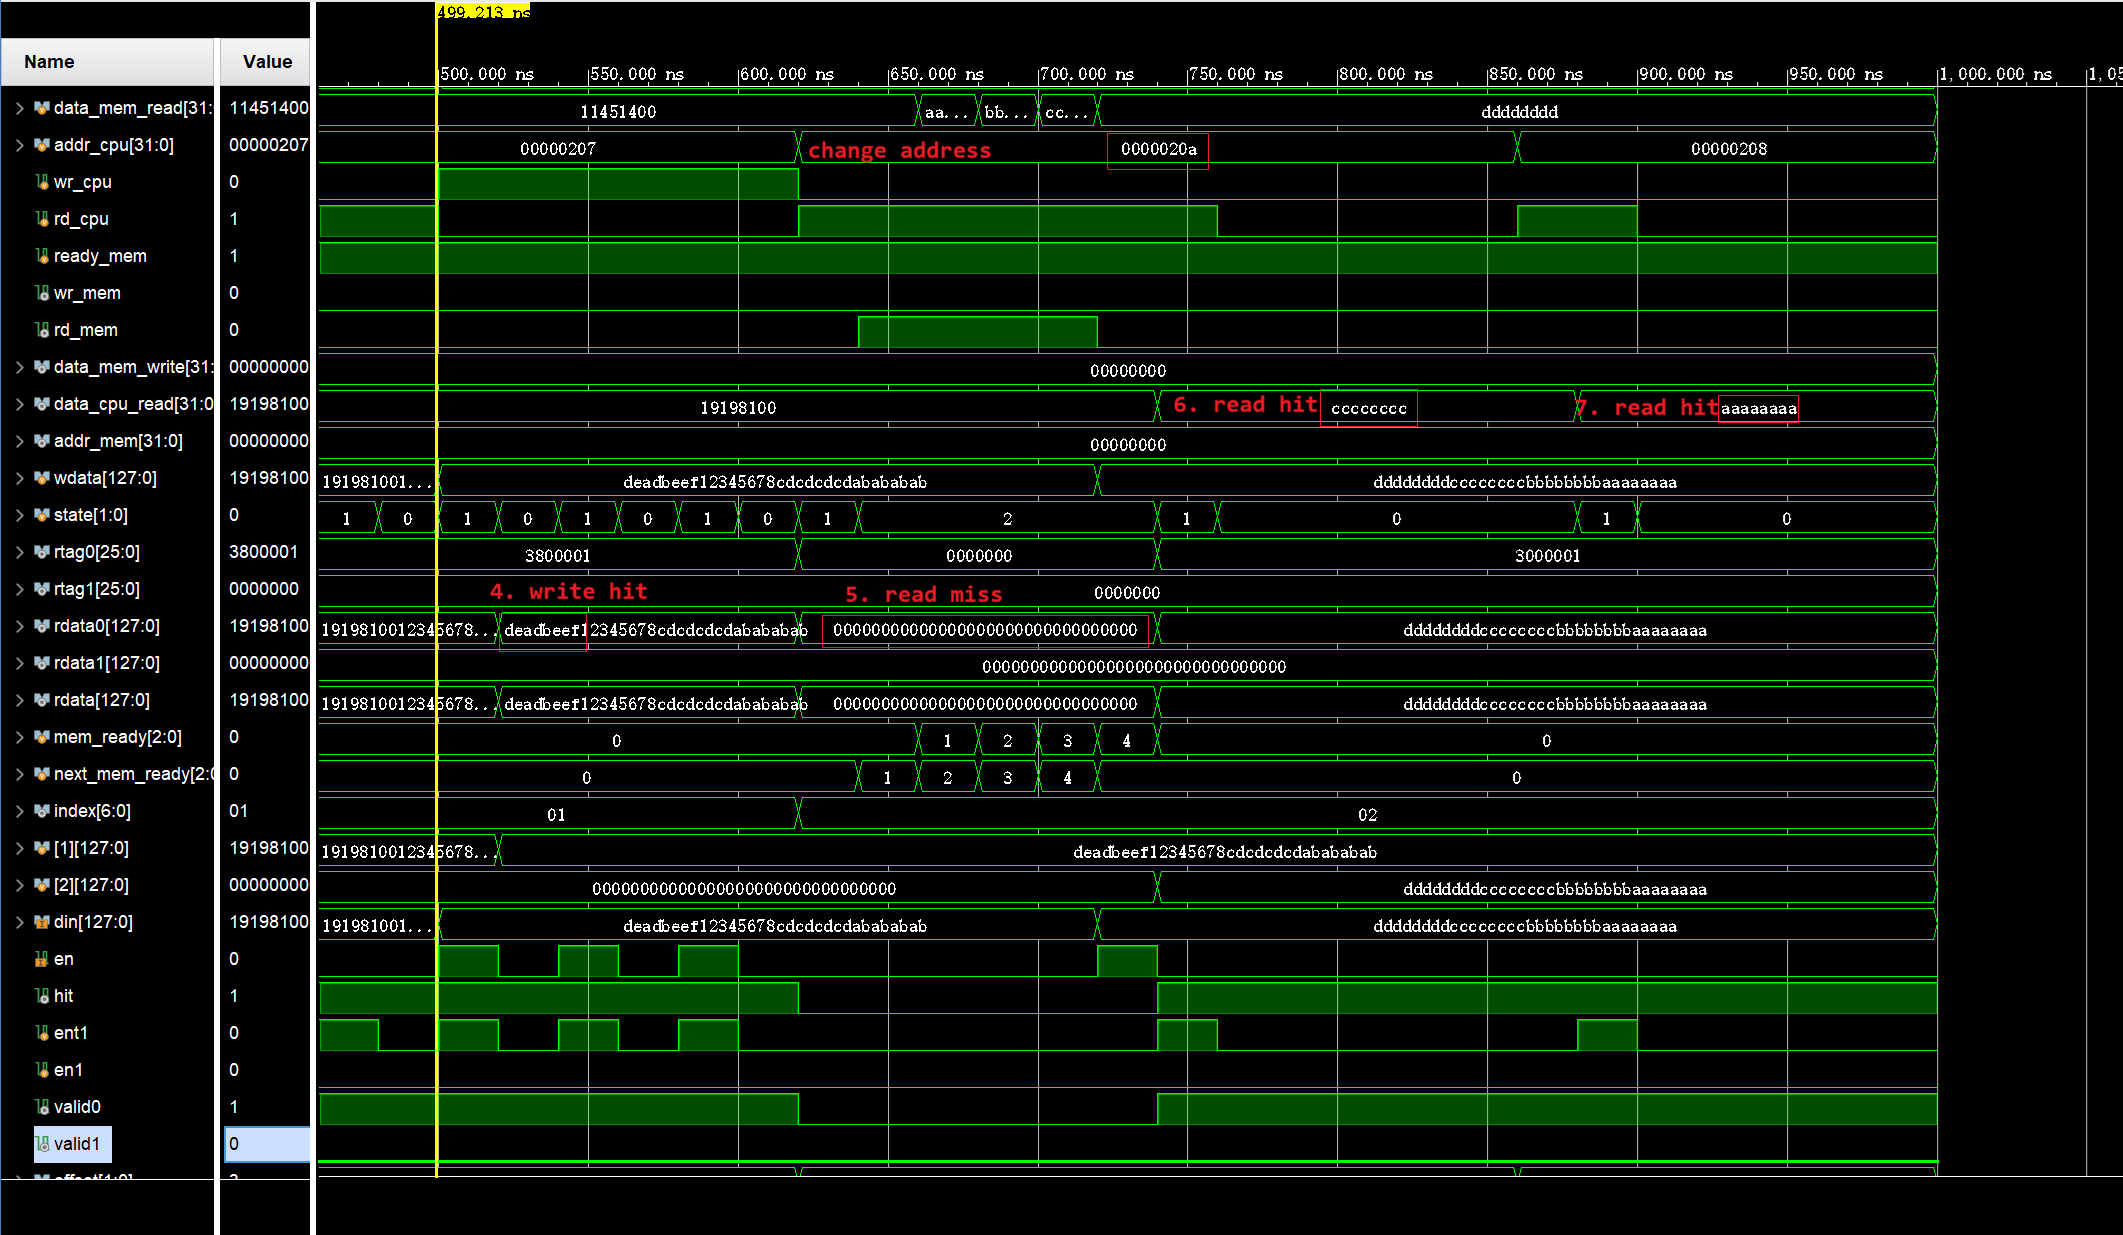 499.213 ns
Name Value
500.000 ns 550.000 ns 600.000 ns 650.000 ns 700.000 ns 750.000 ns 800.000 ns 850.000 ns 900.000 ns 950.000 ns 1,000.000 ns 1,05
data_mem_read[31: 11451400 11451400 aa... bb... cc... dddddddd
addr_cpu[31:0] 00000207 00000207 change address 0000020a 00000208
wr_cpu 0
rd_cpu 1
ready_mem 1
wr_mem 0
rd_mem 0
data_mem_write[31: 00000000 00000000
data_cpu_read[31:0 19198100 19198100 6. read hit cccccccc 7. read hit aaaaaaaa
addr_mem[31:0] 00000000 00000000
wdata[127:0] 19198100 191981001... deadbeef12345678cdcdcdcdabababab ddddddddccccccccbbbbbbbbaaaaaaaa
state[1:0] 0 1 0 1 0 1 0 1 0 1 2 1 0 1 0
rtag0[25:0] 3800001 3800001 0000000 3000001
rtag1[25:0] 0000000 4. write hit 5. read miss 0000000
rdata0[127:0] 19198100 1919810012345678... deadbeef12345678cdcdcdcdabababab 00000000000000000000000000000000 ddddddddccccccccbbbbbbbbaaaaaaaa
rdata1[127:0] 00000000 00000000000000000000000000000000
rdata[127:0] 19198100 1919810012345678... deadbeef12345678cdcdcdcdabababab 00000000000000000000000000000000 ddddddddccccccccbbbbbbbbaaaaaaaa
mem_ready[2:0] 0 0 1 2 3 4 0
next_mem_ready[2:0 0 0 1 2 3 4 0
index[6:0] 01 01 02
[1][127:0] 19198100 1919810012345678... deadbeef12345678cdcdcdcdabababab
[2][127:0] 00000000 00000000000000000000000000000000 ddddddddccccccccbbbbbbbbaaaaaaaa
din[127:0] 19198100 191981001... deadbeef12345678cdcdcdcdabababab ddddddddccccccccbbbbbbbbaaaaaaaa
en 0
hit 1
ent1 0
en1 0
valid0 1
valid1 0